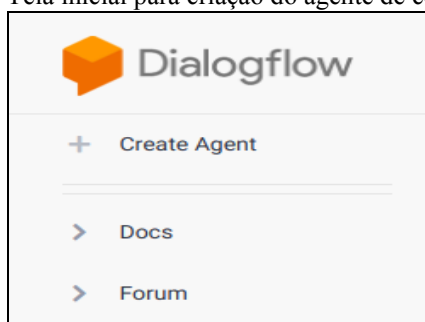 Tela inicial para criação do agente de
Dialogflow
Create Agent
Docs
Forum